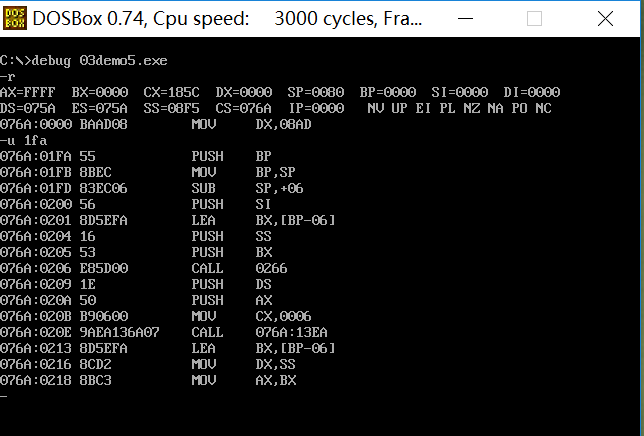 DOS BOX
DOSBox 0.74, Cpu speed: 3000 cycles, Fra...
C:\>debug 03demo5.exe
-r
AX=FFFF BX=0000 CX=185C DX=0000 SP=0080 BP=0000 SI=0000 DI=0000
DS=075A ES=075A SS=08F5 CS=076A IP=0000 NV UP EI PL NZ NA PO NC
076A:0000 BAAD08 MOV DX,08AD
-u 1fa
076A:01FA 55 PUSH BP
076A:01FB 8BEC MOV BP,SP
076A:01FD 83EC06 SUB SP,+06
076A:0200 56 PUSH SI
076A:0201 8D5EFA LEA BX,[BP-06]
076A:0204 16 PUSH SS
076A:0205 53 PUSH BX
076A:0206 E85D00 CALL 0266
076A:0209 1E PUSH DS
076A:020A 50 PUSH AX
076A:020B B90600 MOV CX,0006
076A:020E 9AEA136A07 CALL 076A:13EA
076A:0213 8D5EFA LEA BX,[BP-06]
076A:0216 8CD2 MOV DX,SS
076A:0218 8BC3 MOV AX,BX
-